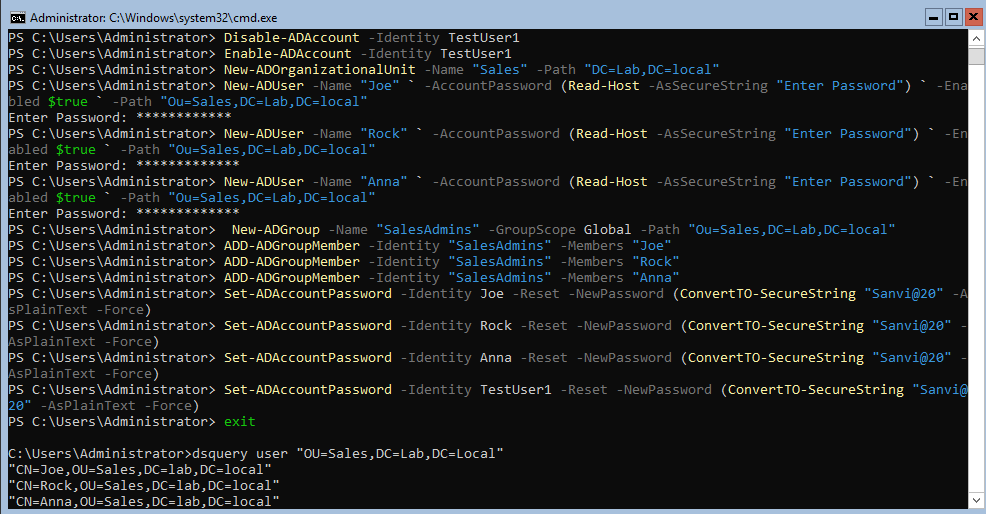 Administrator: C:\Windows\system32\cmd.exe
PS C:\Users\Administrator> Disable-ADAccount -Identity TestUser1
PS C:\Users\Administrator> Enable-ADAccount -Identity TestUser1
PS C:\Users\Administrator> New-ADOrganizationalUnit -Name "Sales" -Path "DC=Lab,DC=local"
PS C:\Users\Administrator> New-ADUser -Name "Joe" ` -AccountPassword (Read-Host -AsSecureString "Enter Password") ` -Ena
bled $true ` -Path "Ou=Sales,DC=Lab,DC=local"
Enter Password: ************
PS C:\Users\Administrator> New-ADUser -Name "Rock" ` -AccountPassword (Read-Host -AsSecureString "Enter Password") ` -En
abled $true ` -Path "Ou=Sales,DC=Lab,DC=local"
Enter Password: *************
PS C:\Users\Administrator> New-ADUser -Name "Anna" ` -AccountPassword (Read-Host -AsSecureString "Enter Password") ` -En
abled $true ` -Path "Ou=Sales,DC=Lab,DC=local"
Enter Password: *************
PS C:\Users\Administrator>  New-ADGroup -Name "SalesAdmins" -GroupScope Global -Path "Ou=Sales,DC=Lab,DC=local"
PS C:\Users\Administrator> ADD-ADGroupMember -Identity "SalesAdmins" -Members "Joe"
PS C:\Users\Administrator> ADD-ADGroupMember -Identity "SalesAdmins" -Members "Rock"
PS C:\Users\Administrator> ADD-ADGroupMember -Identity "SalesAdmins" -Members "Anna"
PS C:\Users\Administrator> Set-ADAccountPassword -Identity Joe -Reset -NewPassword (ConvertTO-SecureString "Sanvi@20" -A
sPlainText -Force)
PS C:\Users\Administrator> Set-ADAccountPassword -Identity Rock -Reset -NewPassword (ConvertTO-SecureString "Sanvi@20" -
AsPlainText -Force)
PS C:\Users\Administrator> Set-ADAccountPassword -Identity Anna -Reset -NewPassword (ConvertTO-SecureString "Sanvi@20" -
AsPlainText -Force)
PS C:\Users\Administrator> Set-ADAccountPassword -Identity TestUser1 -Reset -NewPassword (ConvertTO-SecureString "Sanvi@
20" -AsPlainText -Force)
PS C:\Users\Administrator> exit
C:\Users\Administrator>dsquery user "OU=Sales,DC=Lab,DC=Local"
"CN=Joe,OU=Sales,DC=lab,DC=local"
"CN=Rock,OU=Sales,DC=lab,DC=local"
"CN=Anna,OU=Sales,DC=lab,DC=local"